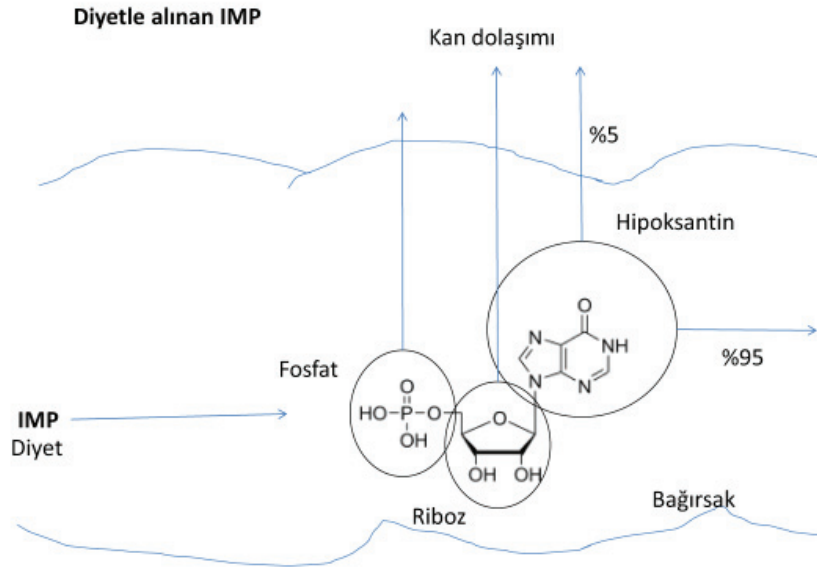 Diyetle alınan IMP
Kan dolaşımı
%5
Hipoksantin
O
N
NH
N
N
%95
Fosfat
O
HO-P-O
OH
O
IMP
Diyet
OH OH
Riboz
Bağırsak